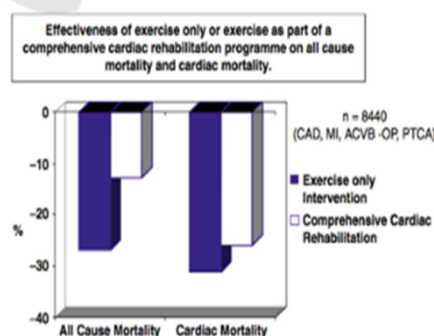 Effectiveness of exercise only or exercise as part of a
comprehensive cardiac rehabilitation programme on all cause
mortality and cardiac mortality.
n = 8440
(CAD, MI, ACVB -OP, PTCA)
Exercise only
Intervention
Comprehensive Cardiac
Rehabilitation
%
0
–10
–20
–30
–40
All Cause Mortality Cardiac Mortality